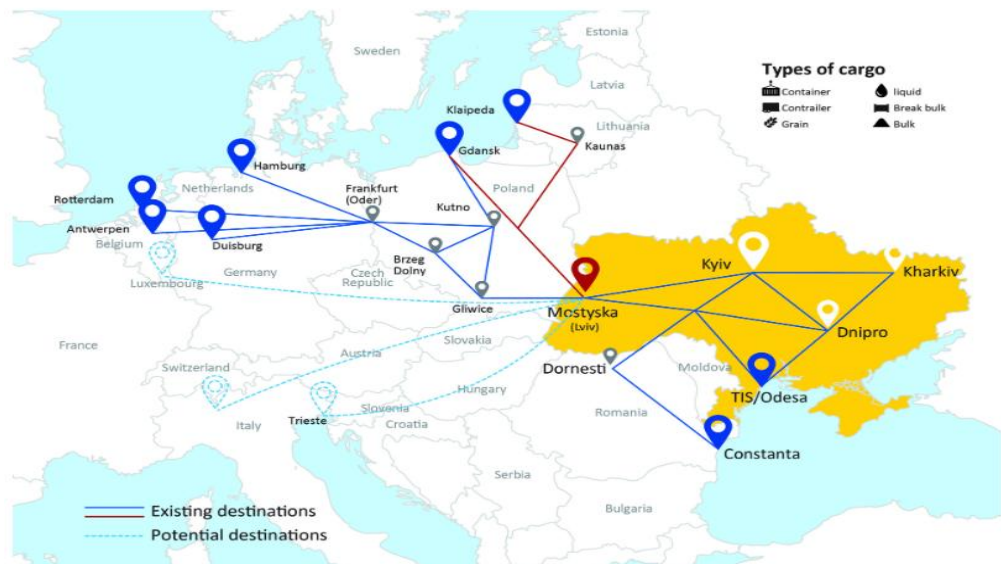 Estonia
Sweden
Types of cargo
Container
liquid
Contrailer
Break bulk
Grain
Bulk
Latvia
Klaipeda
Lithuania
Kaunas
Gdansk
Hamburg
Netherlands
Frankfurt
(Oder)
Poland
Rotterdam
Kutno
Antwerpen
Belgium
Duisburg
Brzeg
Dolny
Kyiv
Kharkiv
Luxembourg
Germany
Czech
Republic
Gliwice
Mostyska
(Lviv)
Dnipro
France
Slovakia
Austria
Switzerland
Dornesti
Moldova
Hungary
TIS/Odesa
Trieste
Slovenia
Italy
Croatia
Romania
Constanta
Serbia
Bulgaria
Existing destinations
Potential destinations